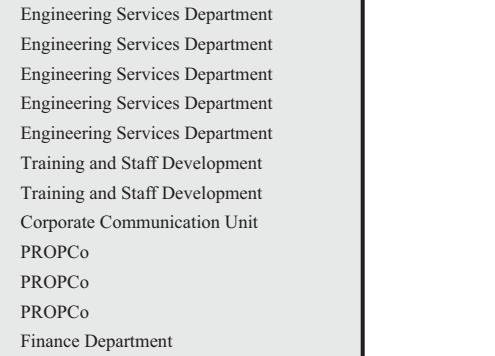 Engineering Services Department
Engineering Services Department
Engineering Services Department
Engineering Services Department
Engineering Services Department
Training and Staff Development
Training and Staff Development
Corporate Communication Unit
PROPCo
PROPCo
PROPCo
Finance Department